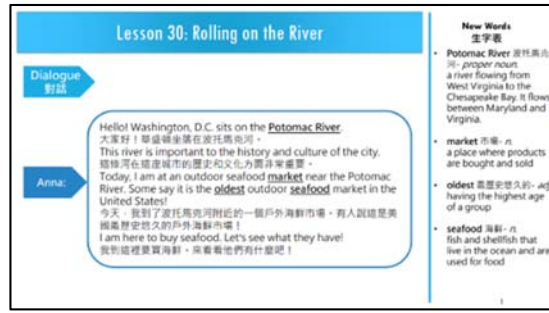 Lesson 30: Rolling on the River
Dialogue
對話
Anna:
Hello! Washington, D.C. sits on the Potomac River.
大家好！華盛頓坐落在波托馬克河。
This river is important to the history and culture of the city.
這條河在這座城市的歷史和文化方面非常重要。
Today, I am at an outdoor seafood market near the Potomac
River. Some say it is the oldest outdoor seafood market in the
United States!
今天，我到了波托馬克河附近的一個戶外海鮮市場。有人說這是美
國最歷史悠久的戶外海鮮市場！
I am here to buy seafood. Let's see what they have!
我到這裡要買海鮮。來看看他們有什麼吧！
New Words
生字表
• Potomac River 波托馬克
河- proper noun.
a river flowing from
West Virginia to the
Chesapeake Bay. It flows
between Maryland and
Virginia.
• market 市場- n.
a place where products
are bought and sold
• oldest 最歷史悠久的- adj
having the highest age
of a group
• seafood 海鮮- n.
fish and shellfish that
live in the ocean and are
used for food
1